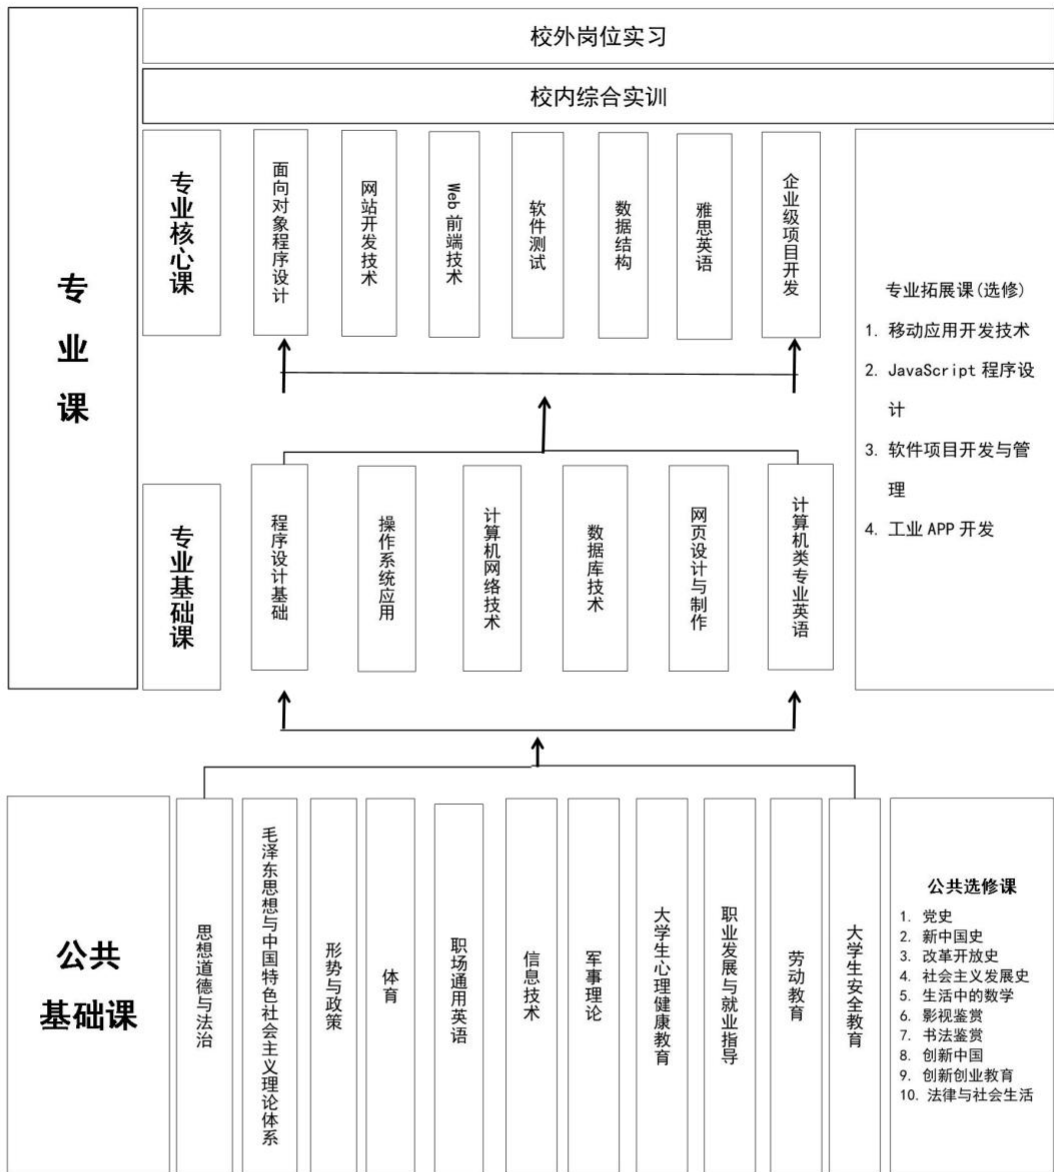 校外岗位实习
校内综合实训
专业课
专业核心课
面向对象程序设计
网站开发技术
Web 前端技术
软件测试
数据结构
雅思英语
企业级项目开发
专业拓展课(选修)
1. 移动应用开发技术
2. JavaScript 程序设
计
3. 软件项目开发与管
理
4. 工业 APP 开发
专业基础课
程序设计基础
操作系统应用
计算机网络技术
数据库技术
网页设计与制作
计算机类专业英语
公共
基础课
思想道德与法治
毛泽东思想与中国特色社会主义理论体系
形势与政策
体育
职场通用英语
信息技术
军事理论
大学生心理健康教育
职业发展与就业指导
劳动教育
大学生安全教育
公共选修课
1. 党史
2. 新中国史
3. 改革开放史
4. 社会主义发展史
5. 生活中的数学
6. 影视鉴赏
7. 书法鉴赏
8. 创新中国
9. 创新创业教育
10. 法律与社会生活